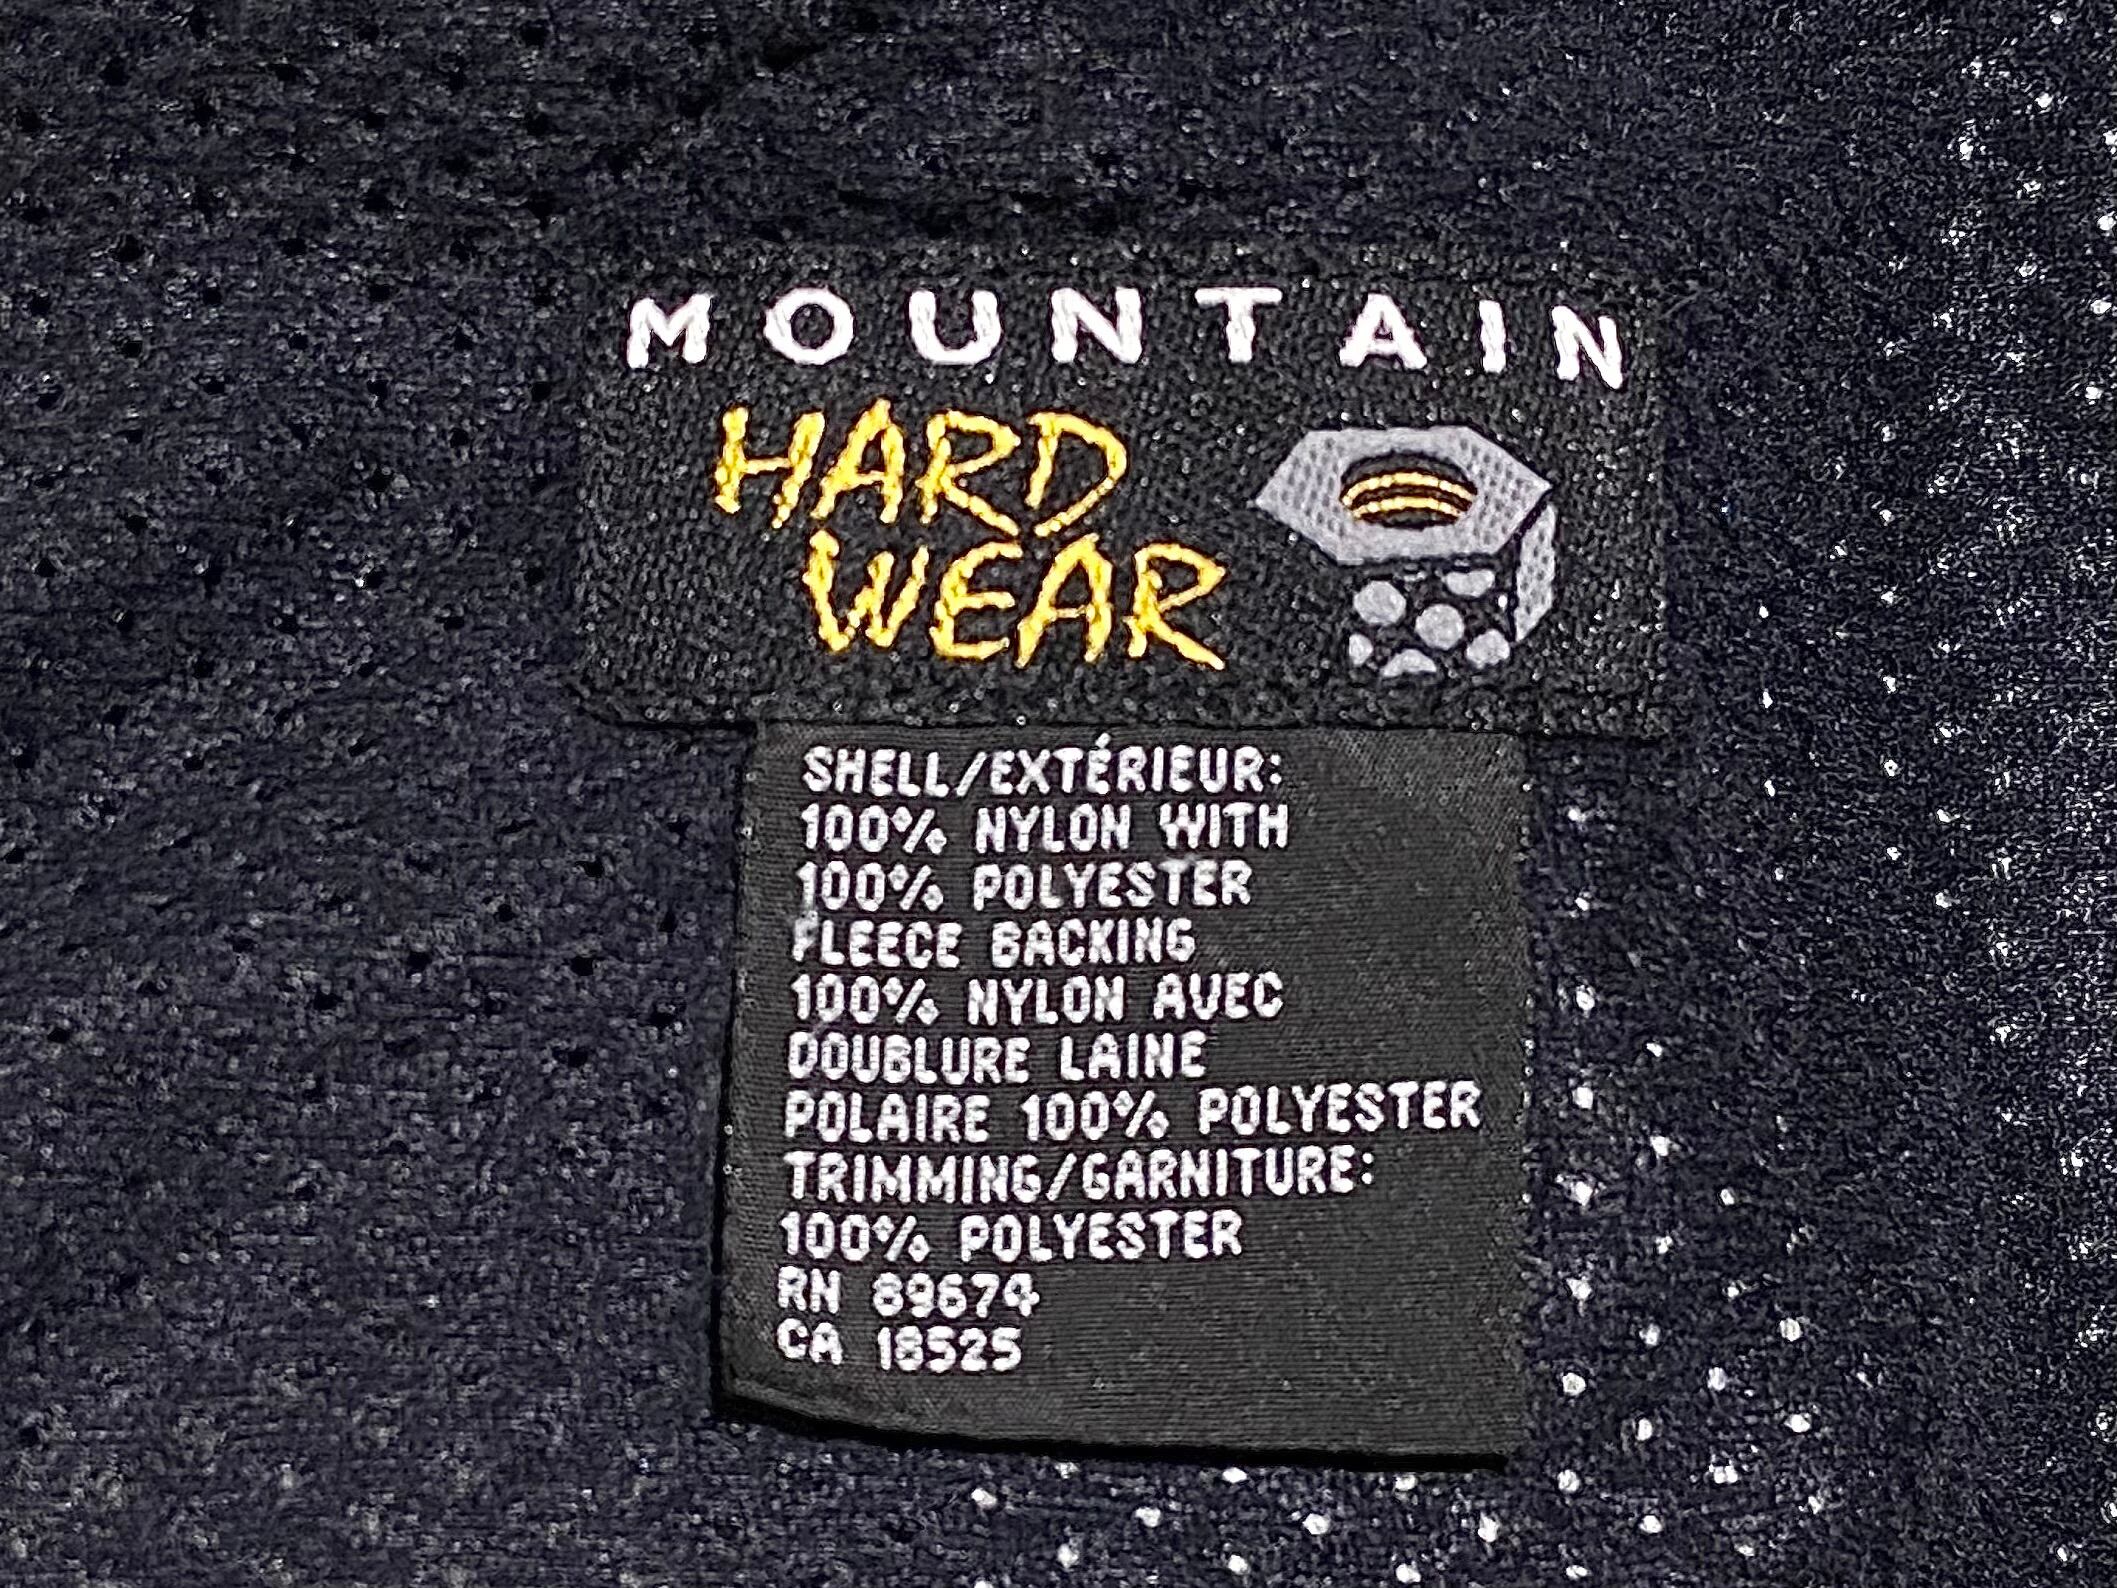 MOUNTAIN
HARD
WEAR
SHELL/EXTÉRIEUR:
100% NYLON WITH
100% POLYESTER
FLEECE BACKING
100% NYLON AVEC
DOUBLURE LAINE
POLAIRE 100% POLYESTER
TRIMMING/GARNITURE:
100% POLYESTER
RN 89674
CA 18525